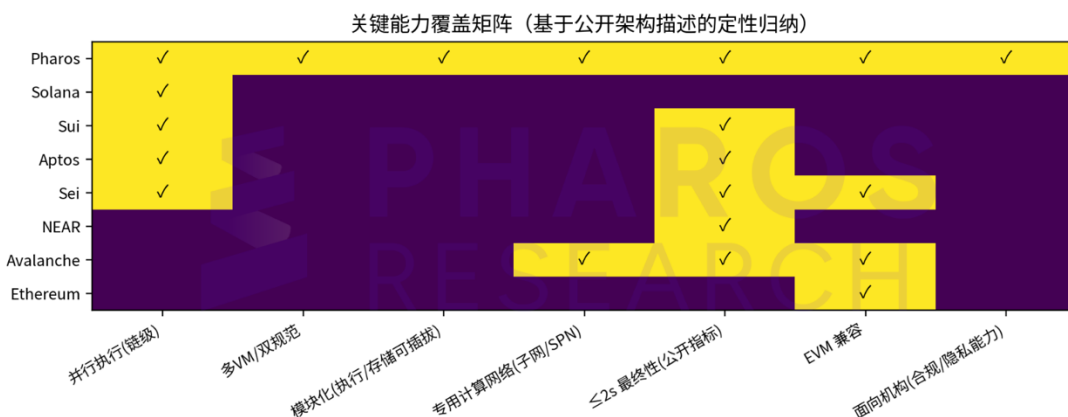 关键能力覆盖矩阵（基于公开架构描述的定性归纳）
Pharos ✓ ✓ ✓ ✓ ✓ ✓ ✓
Solana ✓
Sui ✓ ✓
Aptos ✓ ✓
Sei ✓ ✓ ✓
NEAR ✓
Avalanche ✓ ✓ ✓
Ethereum ✓
PHAROS
RESEARCH
并行执行(链级)
多VM/双规范
模块化(执行/存储可插拔)
专用计算网络(子网/SPN)
≤2s 最终性(公开指标)
EVM 兼容
面向机构(合规/隐私能力)